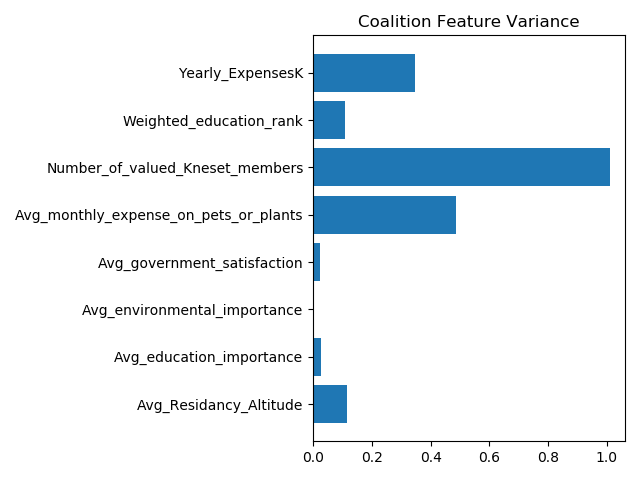 Coalition Feature Variance
Yearly_ExpensesK
Weighted_education_rank
Number_of_valued_Kneset_members
Avg_monthly_expense_on_pets_or_plants
Avg_government_satisfaction
Avg_environmental_importance
Avg_education_importance
Avg_Residancy_Altitude
0.0 0.2 0.4 0.6 0.8 1.0